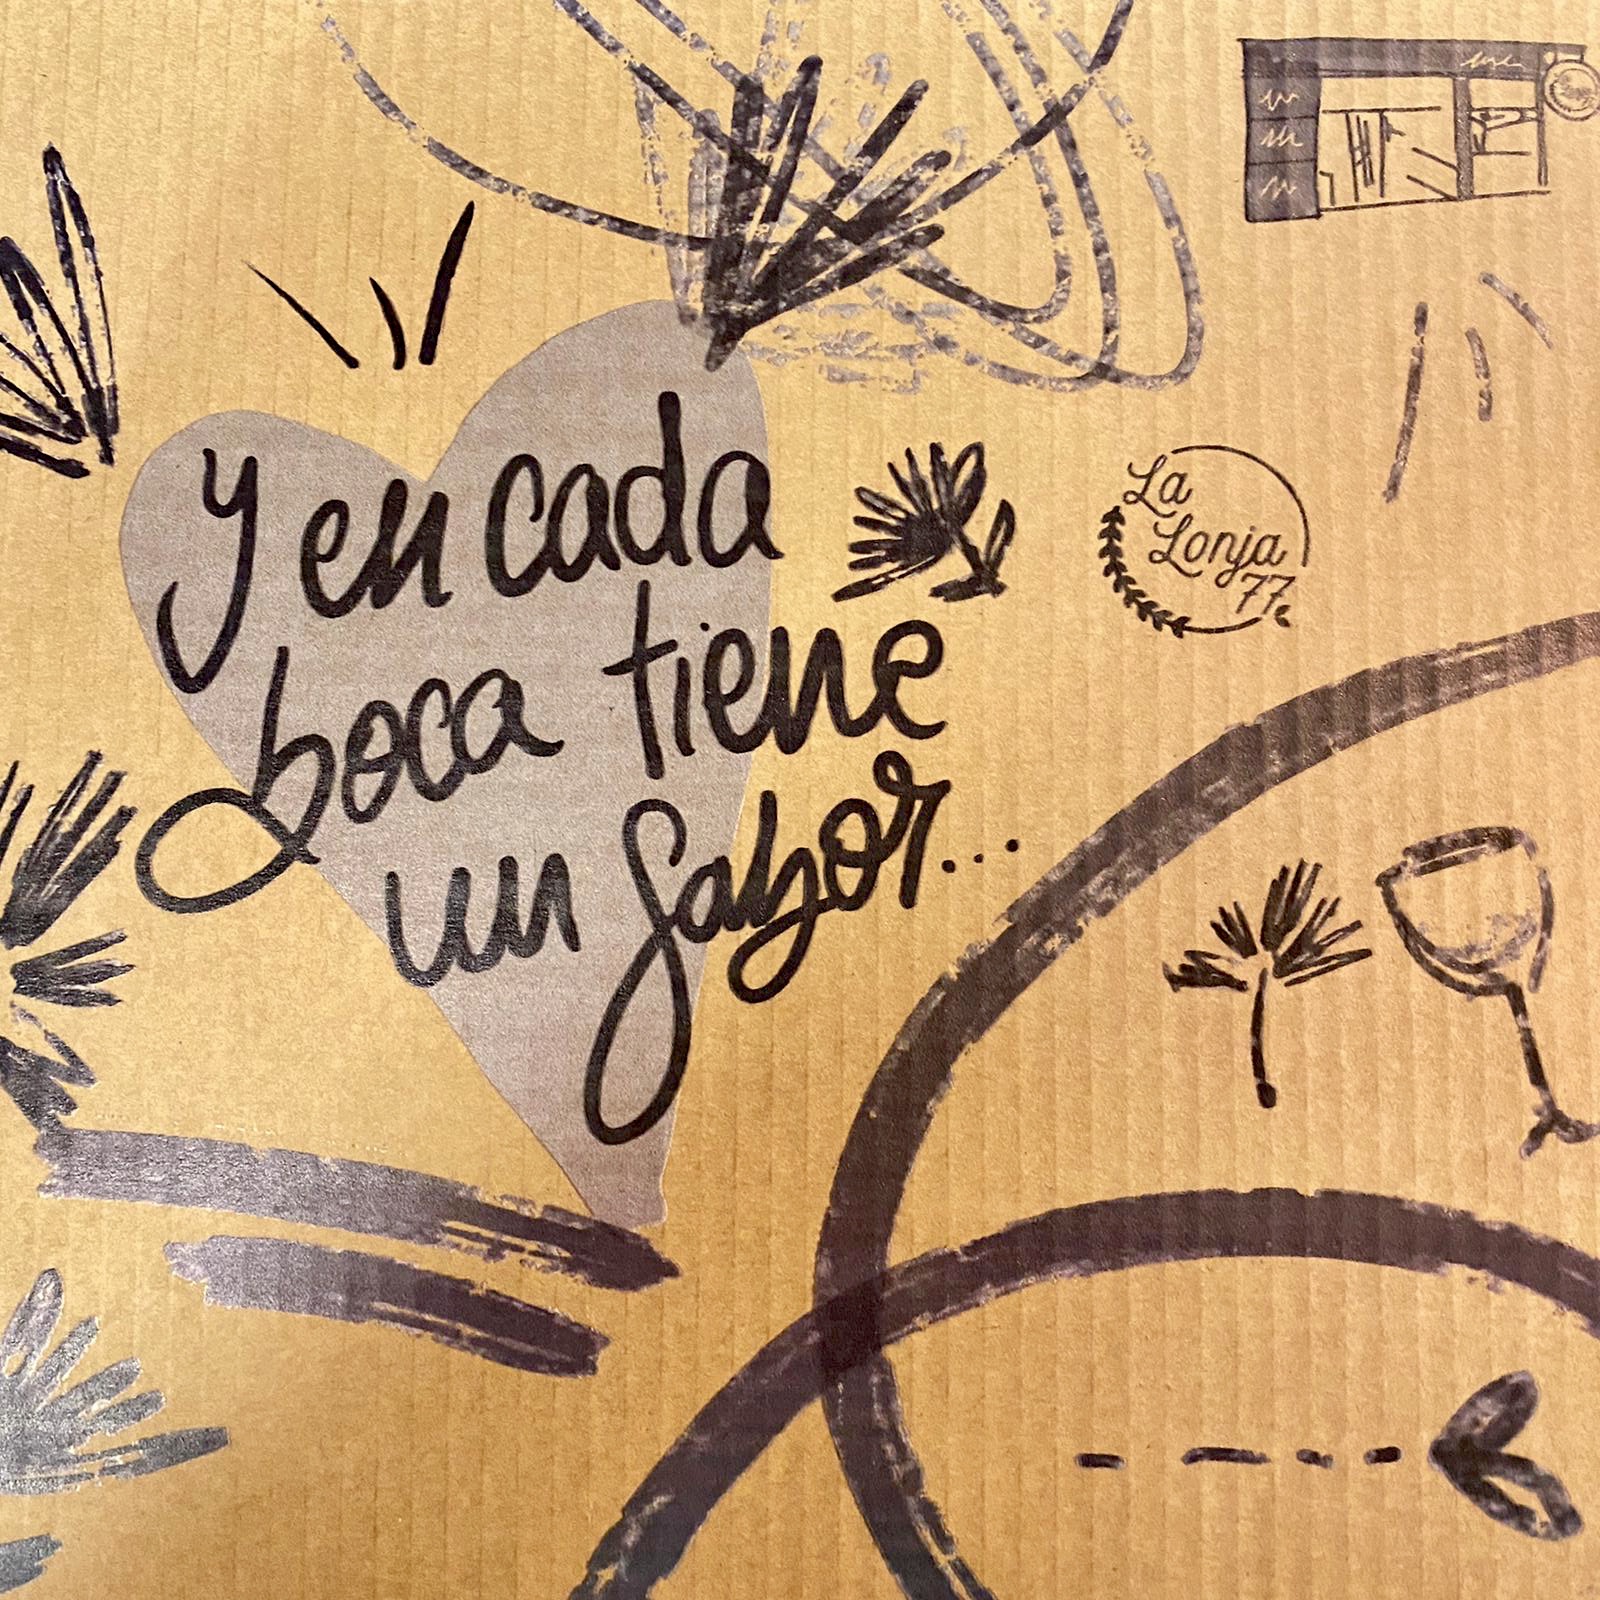 y en cada
boca tiene
un sabor...
La
Lonja
77